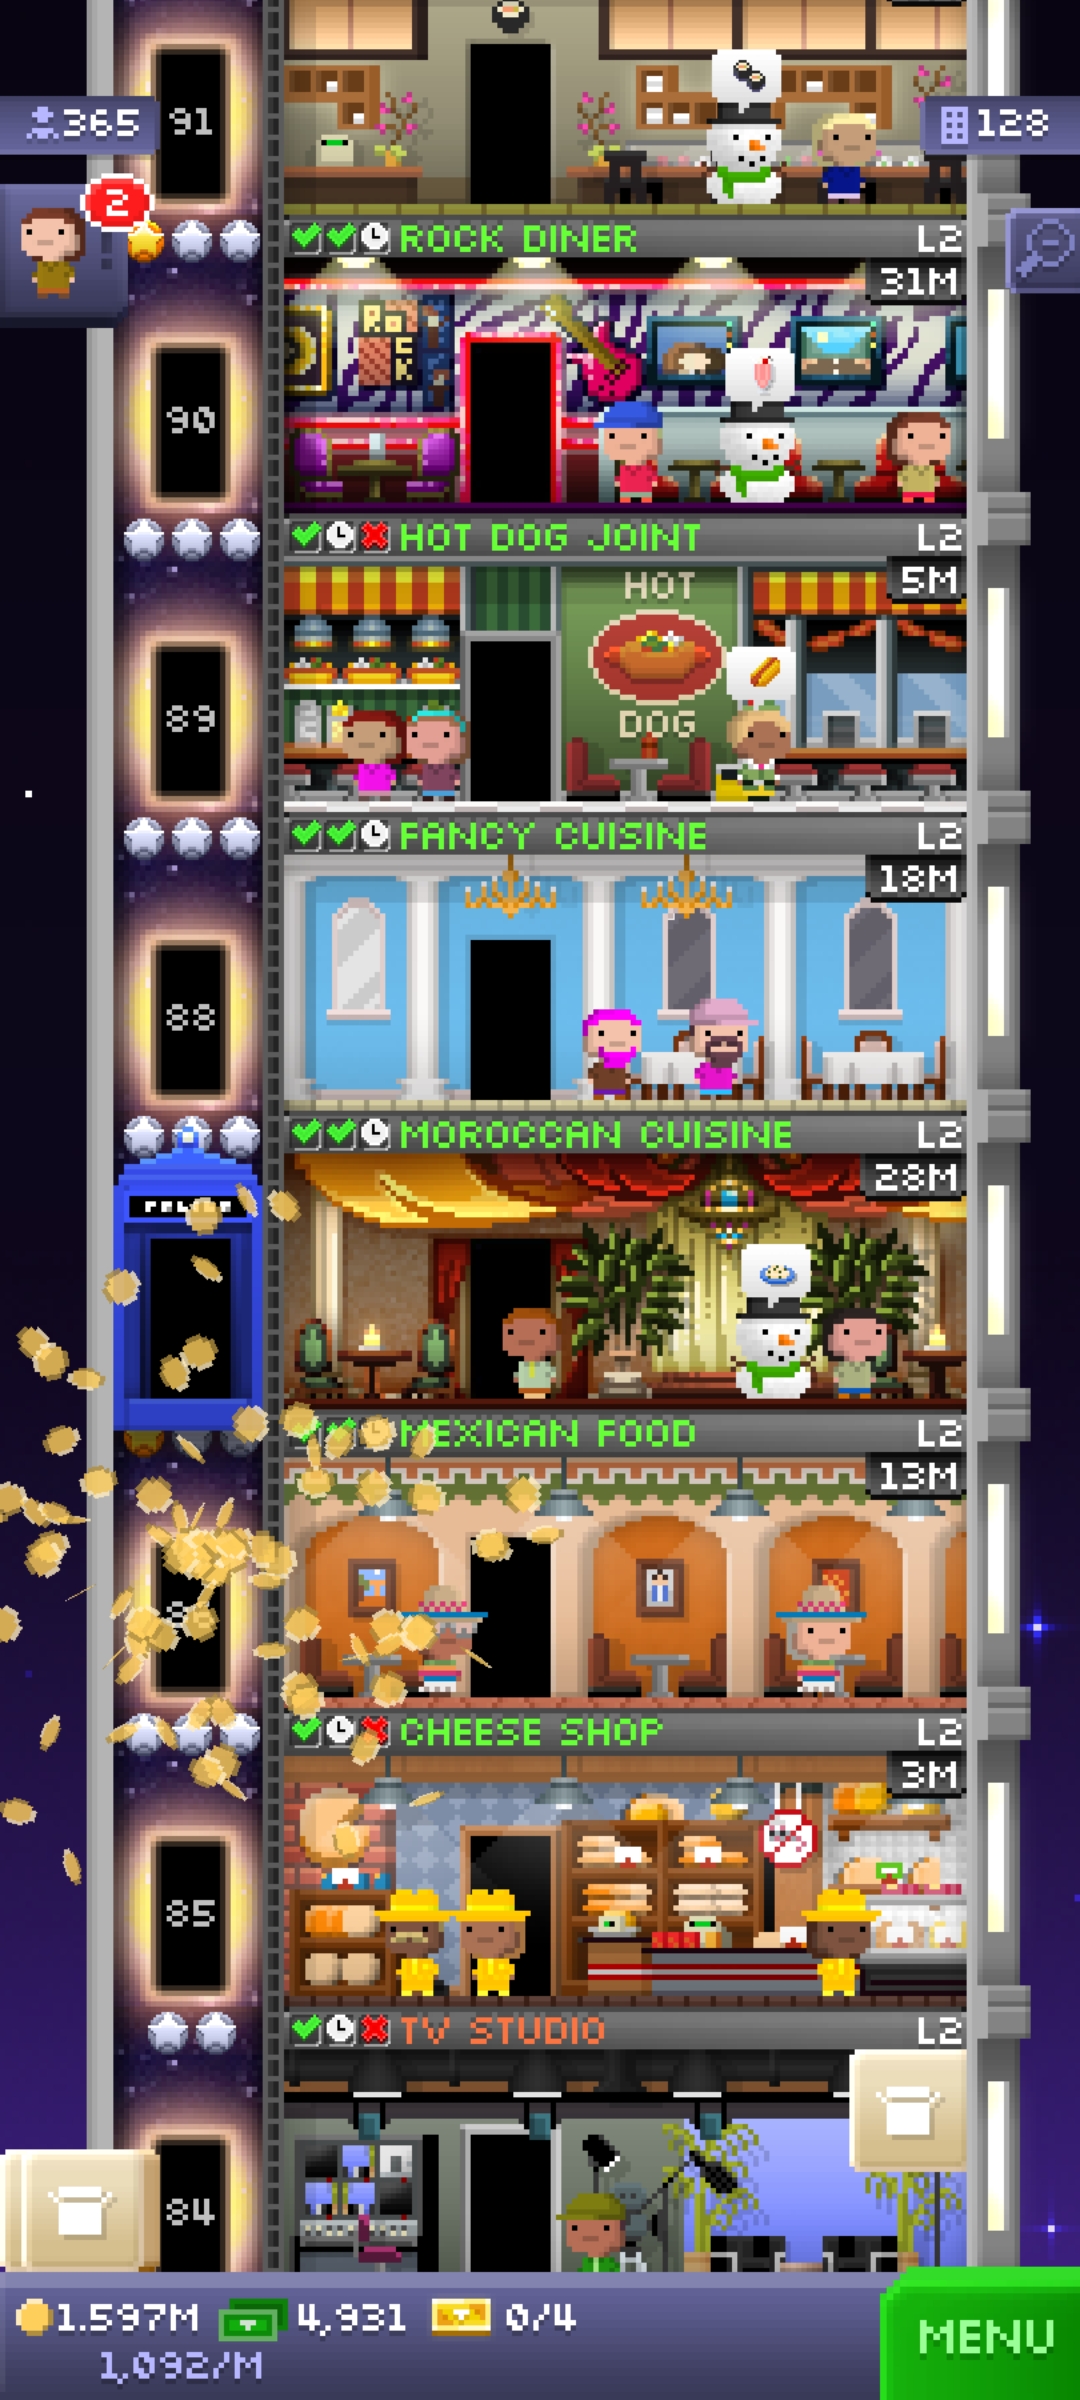 91
365
128
2
ROCK DINER L2
31M
ROCK
90
HOT DOG JOINT L2
5M
HOT
DOG
89
FANCY CUISINE L2
18M
88
MOROCCAN CUISINE L2
28M
MEXICAN FOOD L2
13M
CHEESE SHOP L2
3M
85
TV STUDIO L2
84
1.597M 4,931 0/4
1,092/M
MENU